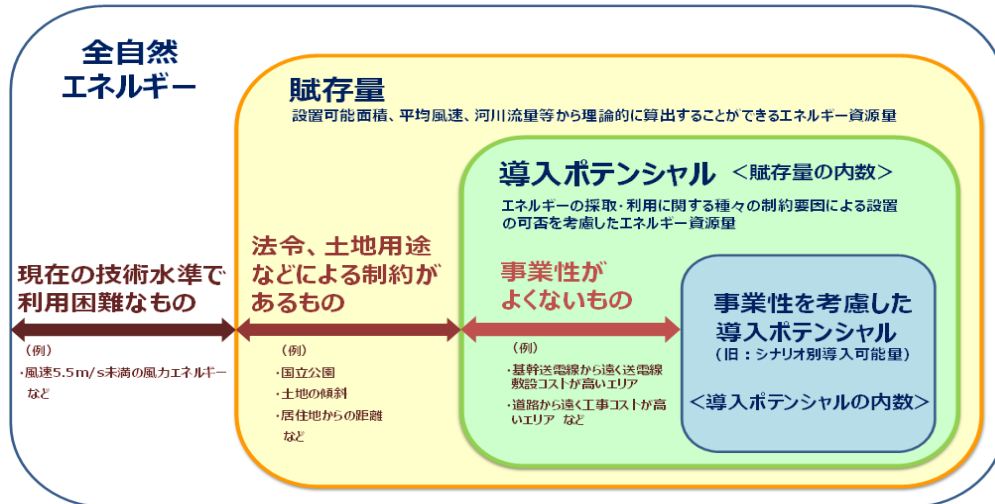 全自然
エネルギー
賦存量
設置可能面積、平均風速、河川流量等から理論的に算出することができるエネルギー資源量
導入ポテンシャル <賦存量の内数>
エネルギーの採取・利用に関する種々の制約要因による設置
の可否を考慮したエネルギー資源量
現在の技術水準で
利用困難なもの
(例)
・風速5.5m/s未満の風力エネルギー
など
法令、土地用途
などによる制約が
あるもの
(例)
・国立公園
・土地の傾斜
・居住地からの距離
など
事業性が
よくないもの
(例)
・基幹送電線から遠く送電線
敷設コストが高いエリア
・道路から遠く工事コストが高
いエリア など
事業性を考慮した
導入ポテンシャル
(旧:シナリオ別導入可能量)
<導入ポテンシャルの内数>